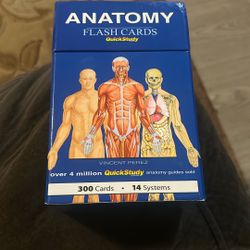 ANATOMY
FLASH CARDS
QuickStudy
VINCENT PEREZ
over 4 million QuickStudy anatomy guides sold
300 Cards • 14 Systems